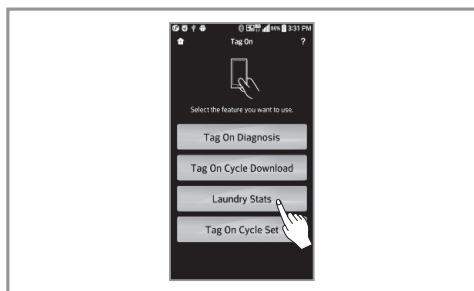 3:31 PM
Tag On
?
Select the feature you want to use.
Tag On Diagnosis
Tag On Cycle Download
Laundry Stats
Tag On Cycle Set